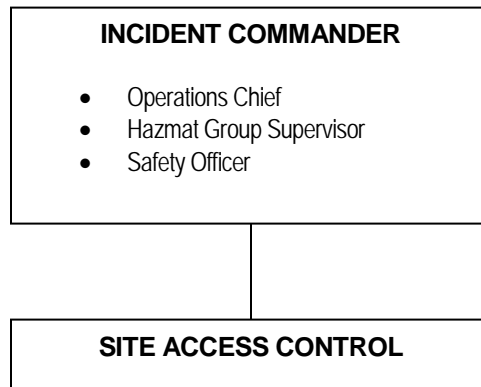 INCIDENT COMMANDER
• Operations Chief
• Hazmat Group Supervisor
• Safety Officer
SITE ACCESS CONTROL